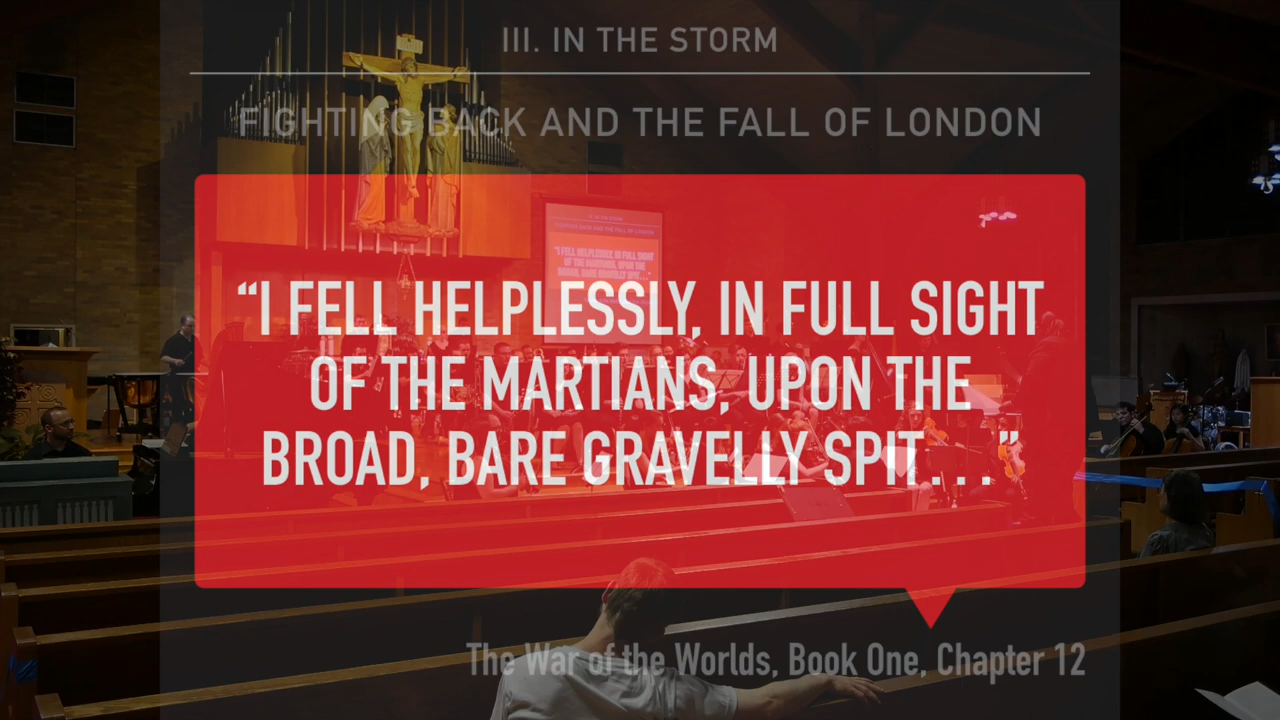 III. IN THE STORM
FIGHTING BACK AND THE FALL OF LONDON
“I FELL HELPLESSLY, IN FULL SIGHT
OF THE MARTIANS, UPON THE
BROAD, BARE GRAVELLY SPIT. . .”
The War of the Worlds, Book One, Chapter 12